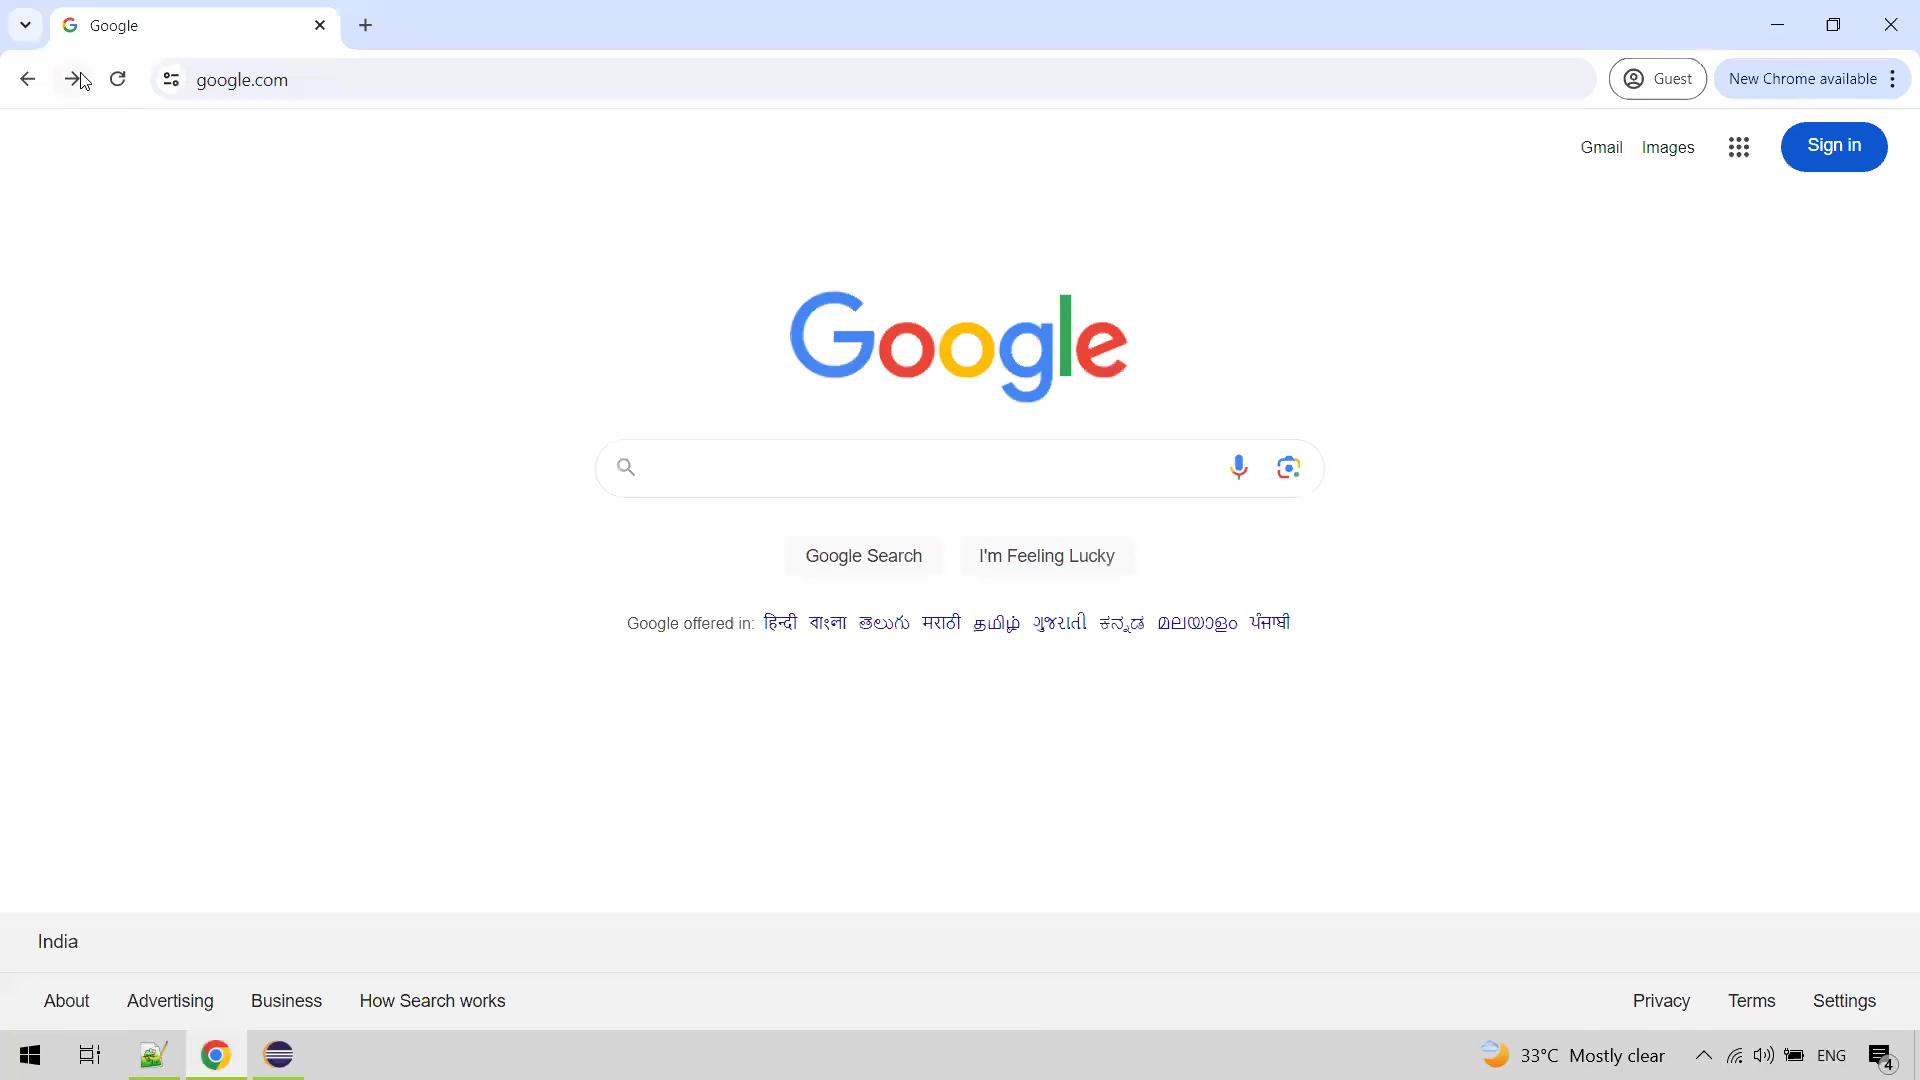 Google
google.com
Guest
New Chrome available
Gmail Images
Sign in
Google
Google Search I'm Feeling Lucky
Google offered in: हिन्दी বাংলা తెలుగు मराठी தமிழ் ગુજરાતી ಕನ್ನಡ മലയാളം ਪੰਜਾਬੀ
India
About Advertising Business How Search works
Privacy Terms Settings
33°C Mostly clear
ENG
4